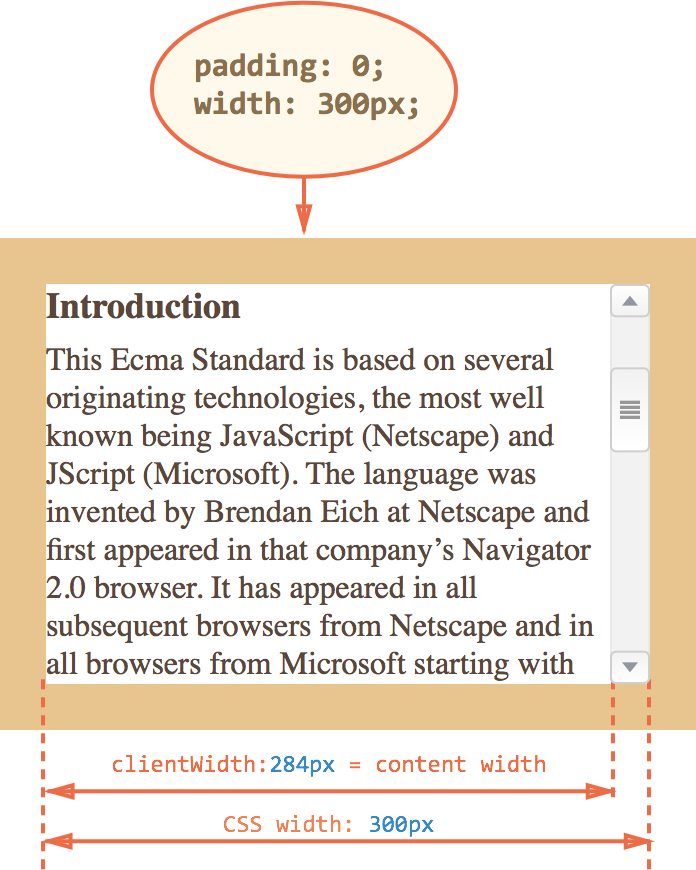 padding: 0;
width: 300px;
Introduction
This Ecma Standard is based on several
originating technologies, the most well
known being JavaScript (Netscape) and
JScript (Microsoft). The language was
invented by Brendan Eich at Netscape and
first appeared in that company’s Navigator
2.0 browser. It has appeared in all
subsequent browsers from Netscape and in
all browsers from Microsoft starting with
clientWidth:284px = content width
CSS width: 300px